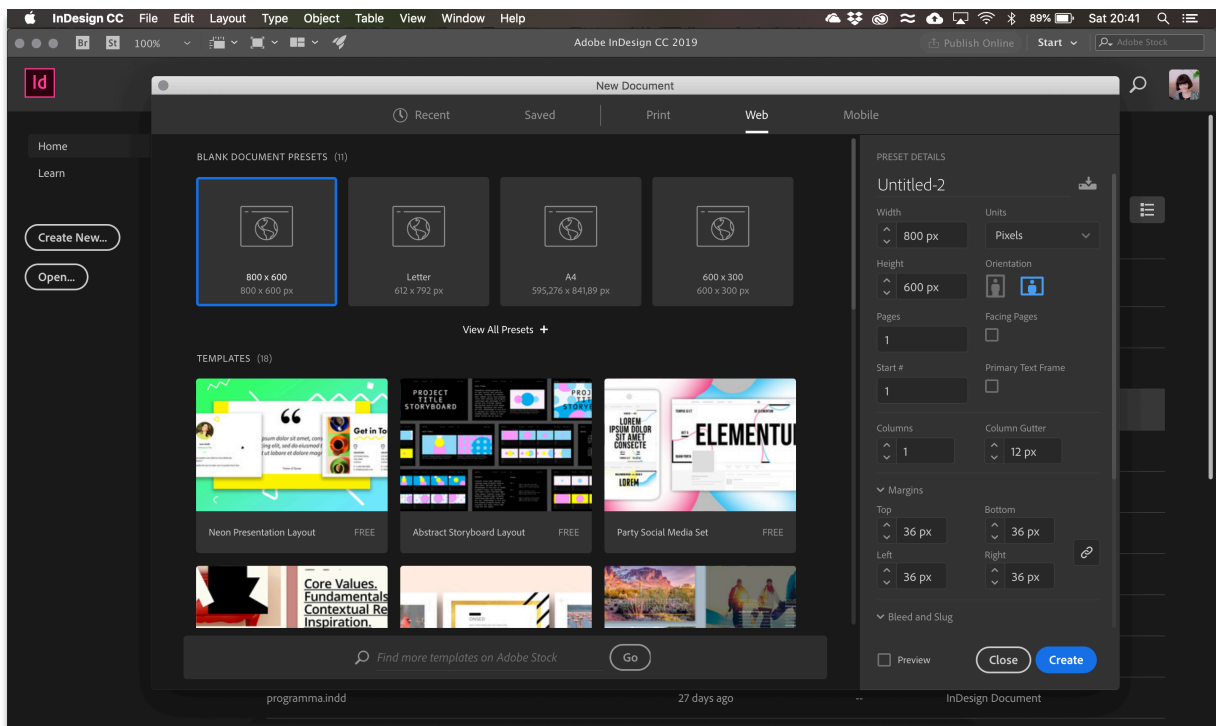 InDesign CC File Edit Layout Type Object Table View Window Help 89% Sat 20:41
Br St 100% Adobe InDesign CC 2019 Publish Online Start Adobe Stock
Id
New Document
Recent Saved Print Web Mobile
Home
Learn
Create New...
Open...
BLANK DOCUMENT PRESETS (11)
800 x 600
800 x 600 px
Letter
612 x 792 px
A4
595,276 x 841,89 px
600 x 300
600 x 300 px
View All Presets +
TEMPLATES (18)
Get in To
PROJECT
TITLE
STORYBOARD
LOREM
IPSUM DOLOR
SIT AMET
CONSECTE
LOREM
ELEMENTU
Neon Presentation Layout FREE
Abstract Storyboard Layout FREE
Party Social Media Set FREE
Core Values.
Fundamentals
Contextual Re
Inspiration.
Find more templates on Adobe Stock Go
PRESET DETAILS
Untitled-2
Width Units
800 px Pixels
Height Orientation
600 px
Pages Facing Pages
1
Start # Primary Text Frame
1
Columns Column Gutter
1 12 px
Margins
Top Bottom
36 px 36 px
Left Right
36 px 36 px
Bleed and Slug
Preview Close Create
programma.indd 27 days ago -- InDesign Document